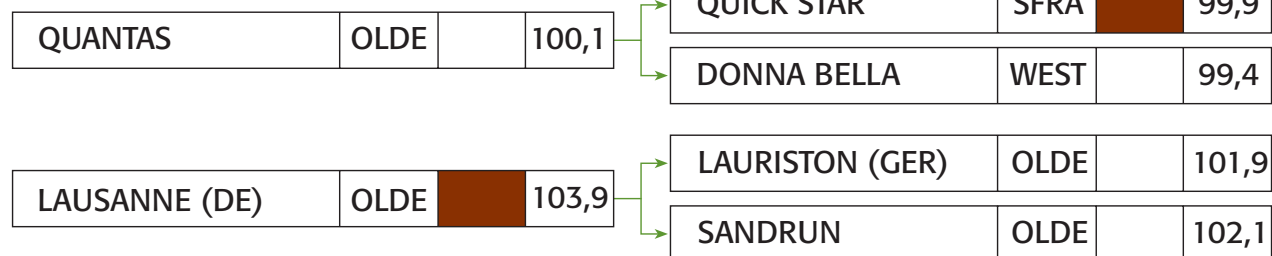 QUICK STAR SFRA 99,9
QUANTAS OLDE 100,1
DONNA BELLA WEST 99,4
LAURISTON (GER) OLDE 101,9
LAUSANNE (DE) OLDE 103,9
SANDRUN OLDE 102,1